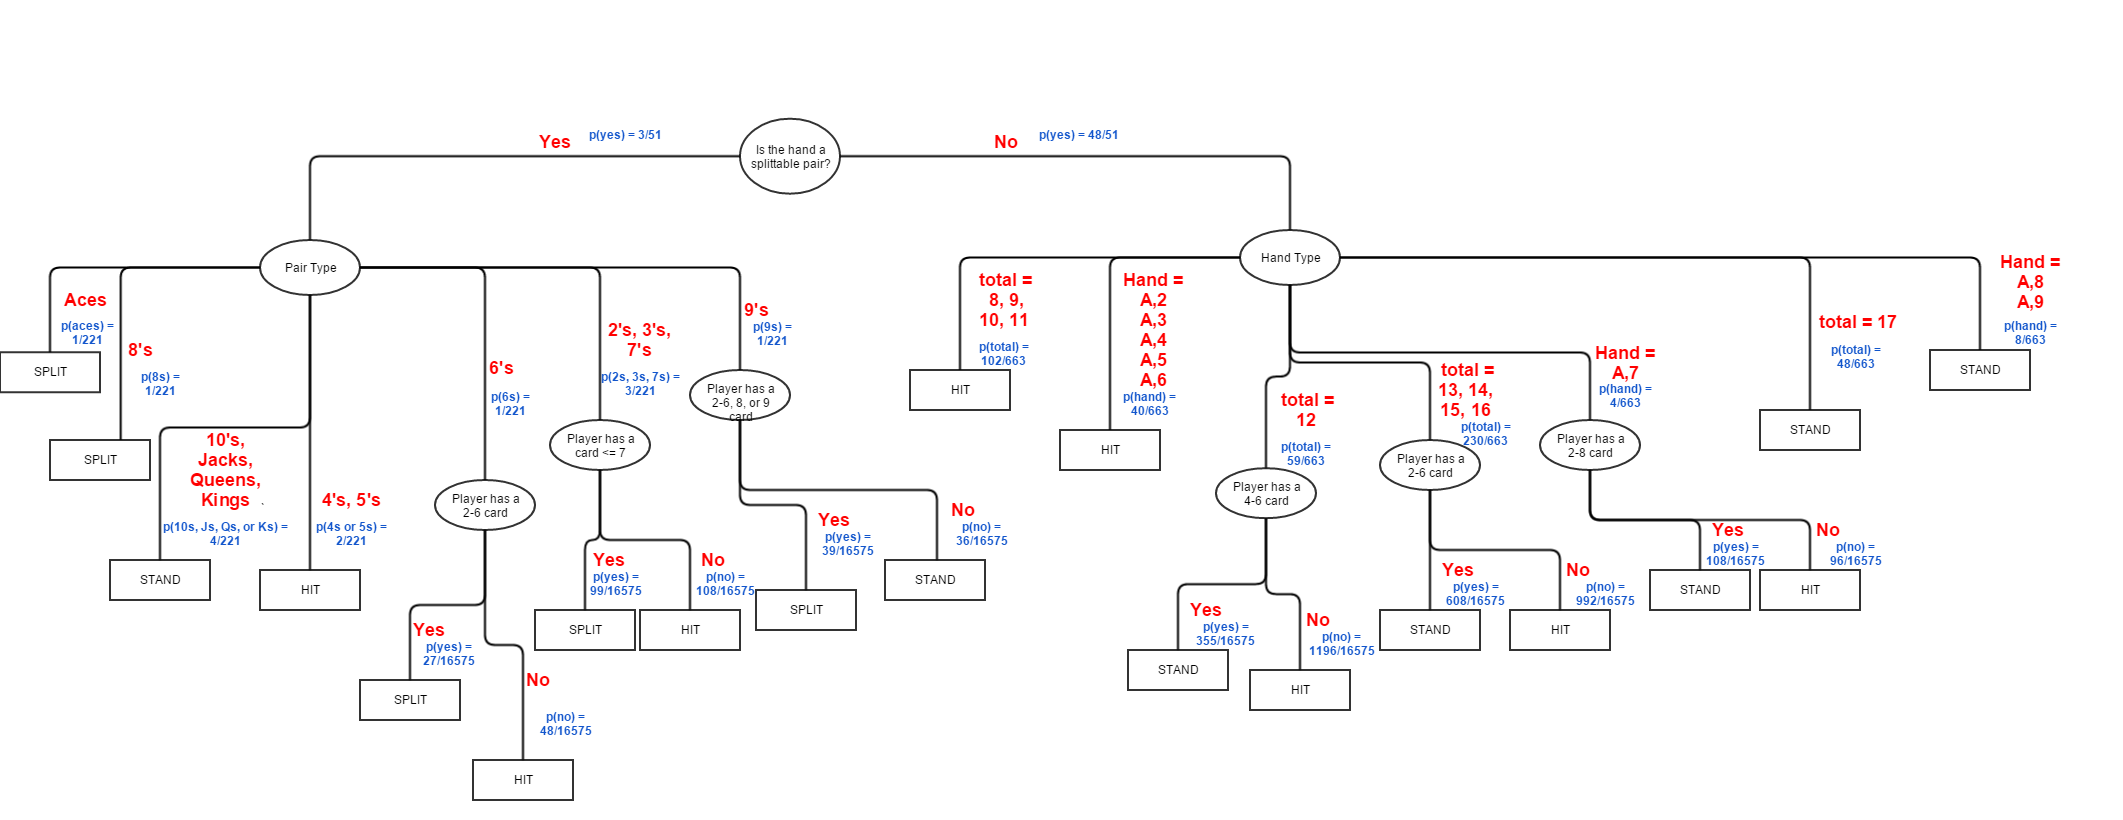 Is the hand a
splittable pair?
Yes
p(yes) = 3/51
No
p(yes) = 48/51
Pair Type
Aces
p(aces) =
1/221
SPLIT
8's
p(8s) =
1/221
SPLIT
10's,
Jacks,
Queens,
Kings
p(10s, Js, Qs, or Ks) =
4/221
STAND
4's, 5's
p(4s or 5s) =
2/221
HIT
6's
p(6s) =
1/221
Player has a
2-6 card
Yes
p(yes) =
27/16575
SPLIT
No
p(no) =
48/16575
HIT
2's, 3's,
7's
p(2s, 3s, 7s) =
3/221
Player has a
card <= 7
Yes
p(yes) =
99/16575
SPLIT
No
p(no) =
108/16575
HIT
9's
p(9s) =
1/221
Player has a
2-6, 8, or 9
card
Yes
p(yes) =
39/16575
SPLIT
No
p(no) =
36/16575
STAND
Hand Type
total =
8, 9,
10, 11
p(total) =
102/663
HIT
Hand =
A,2
A,3
A,4
A,5
A,6
p(hand) =
40/663
HIT
total =
12
p(total) =
59/663
Player has a
4-6 card
Yes
p(yes) =
355/16575
STAND
No
p(no) =
1196/16575
HIT
total =
13, 14,
15, 16
p(total) =
230/663
Player has a
2-6 card
Yes
p(yes) =
608/16575
STAND
No
p(no) =
992/16575
HIT
Hand =
A,7
p(hand) =
4/663
Player has a
2-8 card
Yes
p(yes) =
108/16575
STAND
No
p(no) =
96/16575
HIT
total = 17
p(total) =
48/663
STAND
Hand =
A,8
A,9
p(hand) =
8/663
STAND